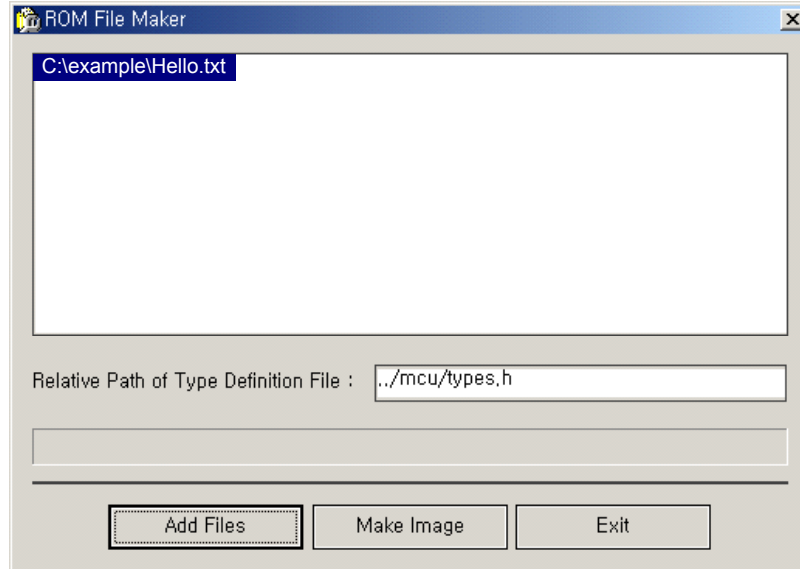 ROM File Maker
C:\example\Hello.txt
Relative Path of Type Definition File :
../mcu/types.h
Add Files
Make Image
Exit